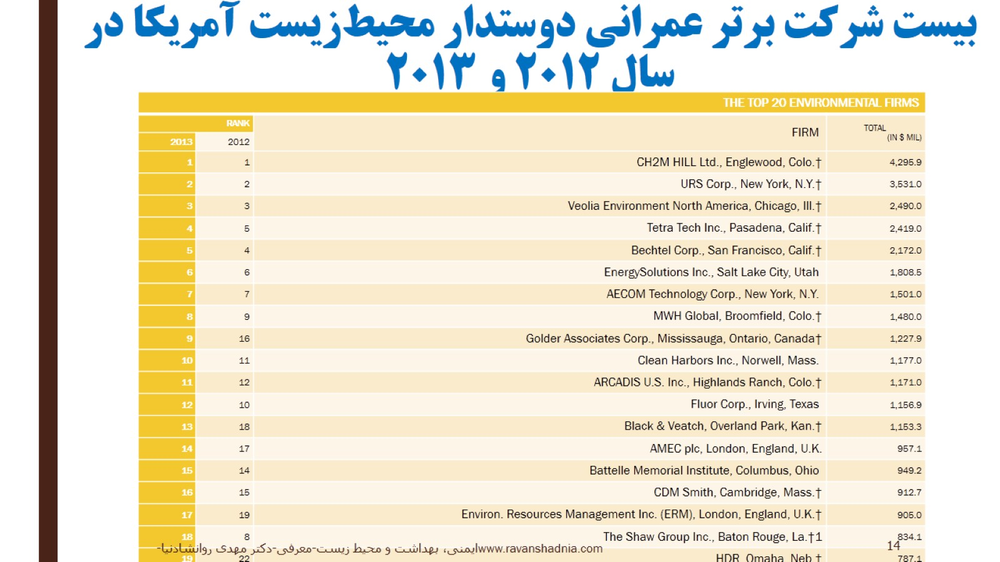 بیست شرکت برتر عمرانی دوستدار محیط‌زیست آمریکا در
سال ۲۰۱۲ و ۲۰۱۳
THE TOP 20 ENVIRONMENTAL FIRMS
RANK FIRM TOTAL (IN $ MIL)
2013 2012
1 1 CH2M HILL Ltd., Englewood, Colo.† 4,295.9
2 2 URS Corp., New York, N.Y.† 3,531.0
3 3 Veolia Environment North America, Chicago, Ill.† 2,490.0
4 5 Tetra Tech Inc., Pasadena, Calif.† 2,419.0
5 4 Bechtel Corp., San Francisco, Calif.† 2,172.0
6 6 EnergySolutions Inc., Salt Lake City, Utah 1,808.5
7 7 AECOM Technology Corp., New York, N.Y. 1,501.0
8 9 MWH Global, Broomfield, Colo.† 1,480.0
9 16 Golder Associates Corp., Mississauga, Ontario, Canada† 1,227.9
10 11 Clean Harbors Inc., Norwell, Mass. 1,177.0
11 12 ARCADIS U.S. Inc., Highlands Ranch, Colo.† 1,171.0
12 10 Fluor Corp., Irving, Texas 1,156.9
13 18 Black & Veatch, Overland Park, Kan.† 1,153.3
14 17 AMEC plc, London, England, U.K. 957.1
15 14 Battelle Memorial Institute, Columbus, Ohio 949.2
16 15 CDM Smith, Cambridge, Mass.† 912.7
17 19 Environ. Resources Management Inc. (ERM), London, England, U.K.† 905.0
18 8 The Shaw Group Inc., Baton Rouge, La.†1 834.1
ایمنی، بهداشت و محیط زیست-معرفی-دکتر مهدی روانشادنیا-www.ravanshadnia.com
14
19 22 HDR, Omaha, Neb.† 787.1